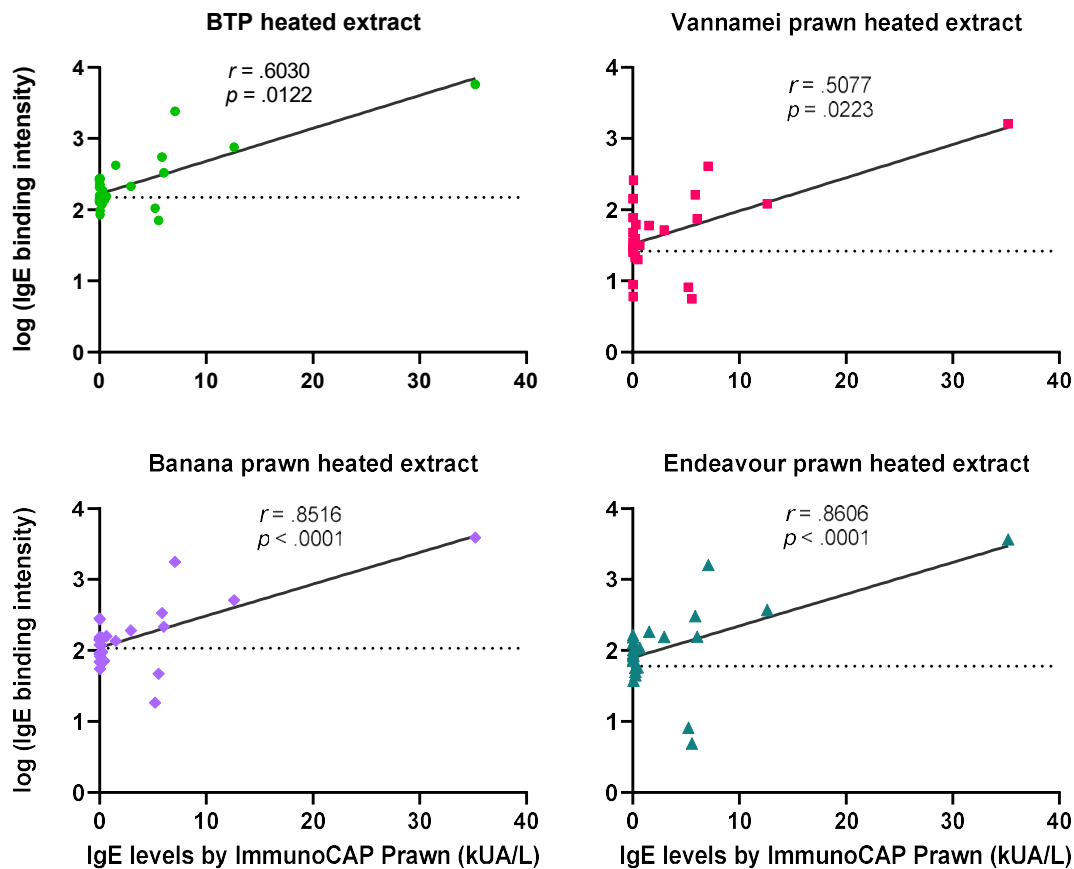 BTP heated extract
r = .6030
p = .0122
log (IgE binding intensity)
4
3
2
1
0
0 10 20 30 40
Vannamei prawn heated extract
r = .5077
p = .0223
4
3
2
1
0
0 10 20 30 40
Banana prawn heated extract
r = .8516
p < .0001
log (IgE binding intensity)
4
3
2
1
0
0 10 20 30 40
IgE levels by ImmunoCAP Prawn (kUA/L)
Endeavour prawn heated extract
r = .8606
p < .0001
4
3
2
1
0
0 10 20 30 40
IgE levels by ImmunoCAP Prawn (kUA/L)